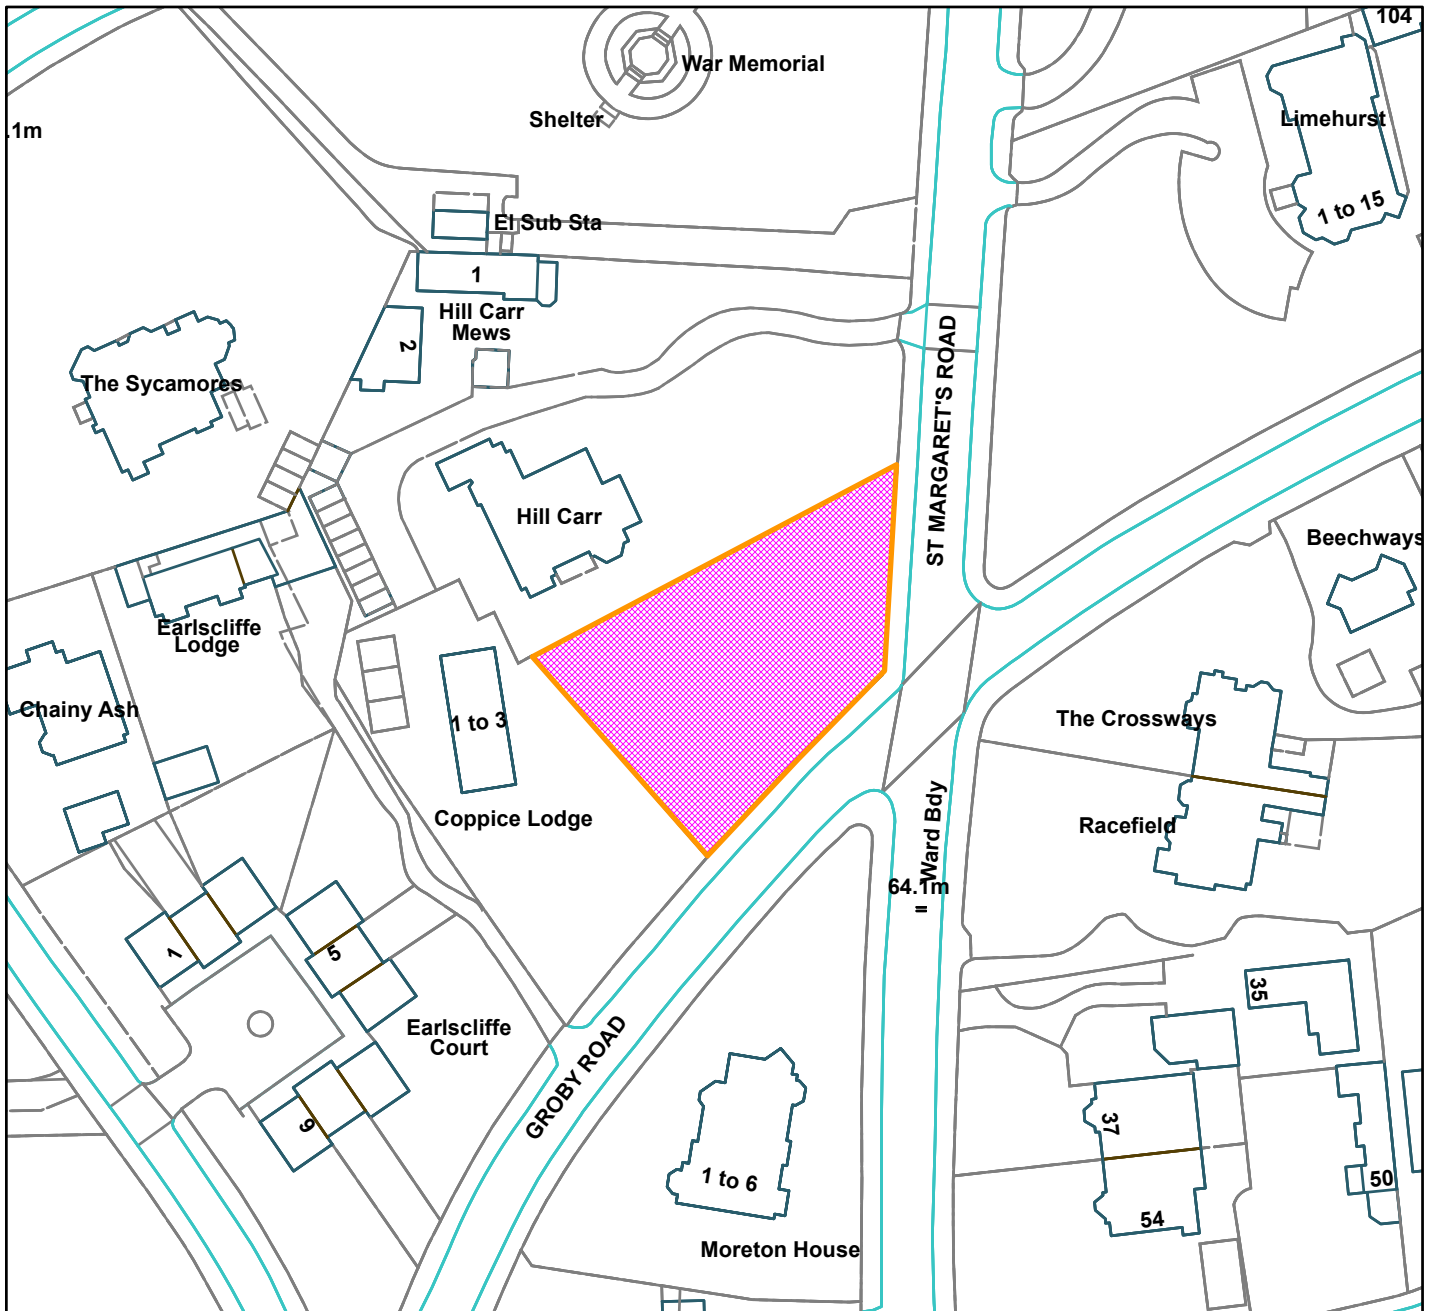 104
War Memorial
.1m
Shelter
Limehurst
1 to 15
El Sub Sta
1
Hill Carr
Mews
2
The Sycamores
ST MARGARET'S ROAD
Hill Carr
Beechways
Earlscliffe
Lodge
Chainy Ash
1 to 3
The Crossways
Coppice Lodge
Racefield
Ward Bdy
64.1m
1
5
35
Earlscliffe
Court
GROBY ROAD
9
37
1 to 6
50
54
Moreton House